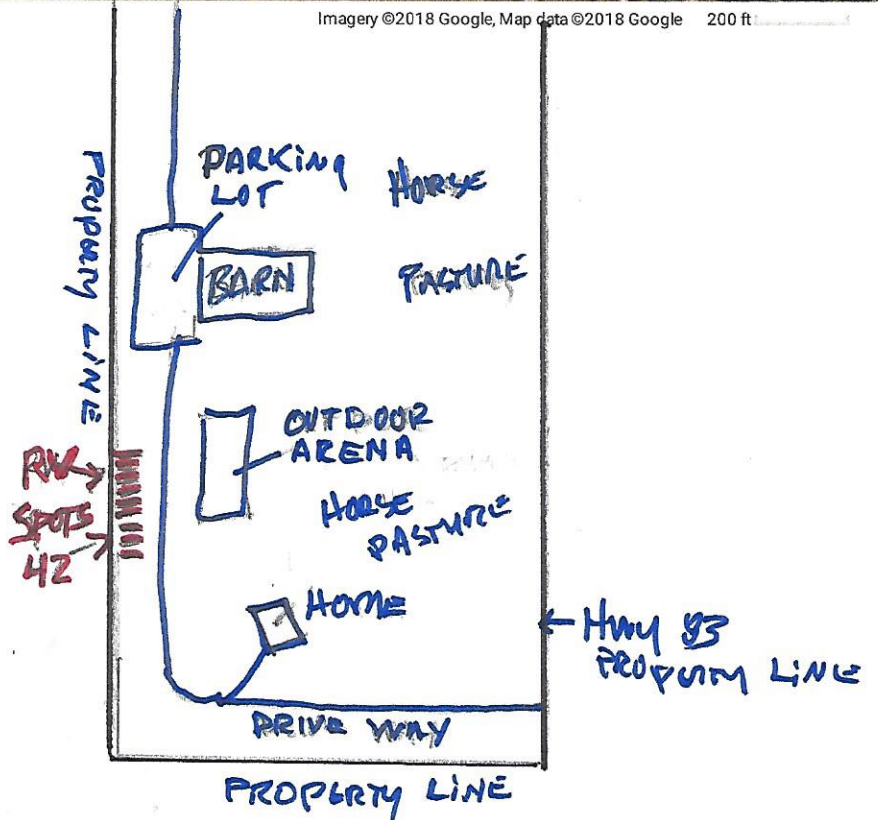 Imagery ©2018 Google, Map data ©2018 Google 200 ft
PARKING
LOT
HORSE
PROPERTY LINE
BARN
PASTURE
OUTDOOR
ARENA
RV
SPOTS
42
HORSE
PASTURE
HOME
HWY 93
PROPERTY LINE
DRIVE WAY
PROPERTY LINE